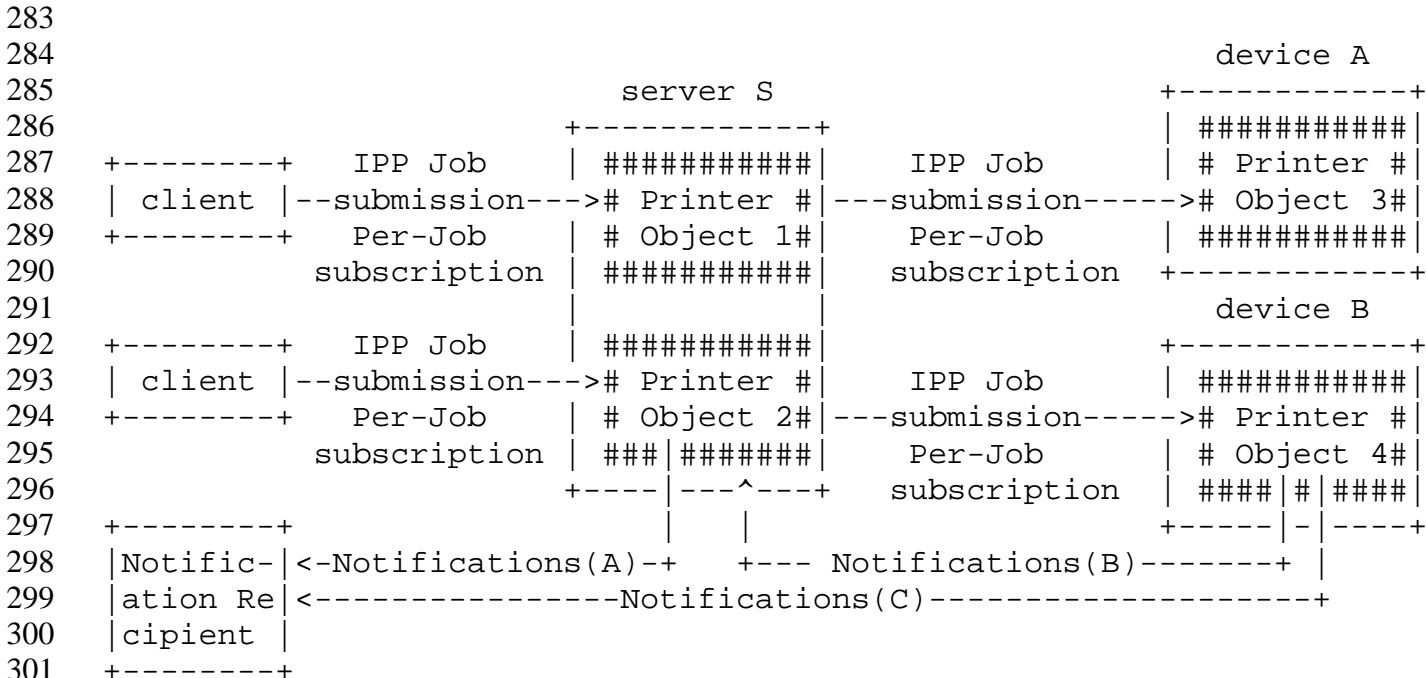 283
284                                                          device A
285                           server S                    +------------+
286                        +------------+                 | ###########|
287 +--------+   IPP Job    | ###########|    IPP Job      | # Printer #|
288 | client |--submission---># Printer #|---submission-----># Object 3#|
289 +--------+   Per-Job    | # Object 1#|    Per-Job      | ###########|
290            subscription | ###########|   subscription  +------------+
291                         |            |                    device B
292 +--------+   IPP Job    | ###########|                 +------------+
293 | client |--submission---># Printer #|    IPP Job      | ###########|
294 +--------+   Per-Job    | # Object 2#|---submission-----># Printer #|
295            subscription | ###|#######|    Per-Job      | # Object 4#|
296                        +----|---^---+   subscription  | ####|#|####|
297 +--------+                   |   |                     +-----|-|----+
298 |Notific-|<-Notifications(A)-+   +--- Notifications(B)-------+ |
299 |ation Re|<----------------Notifications(C)--------------------+
300 |cipient |
301 +--------+